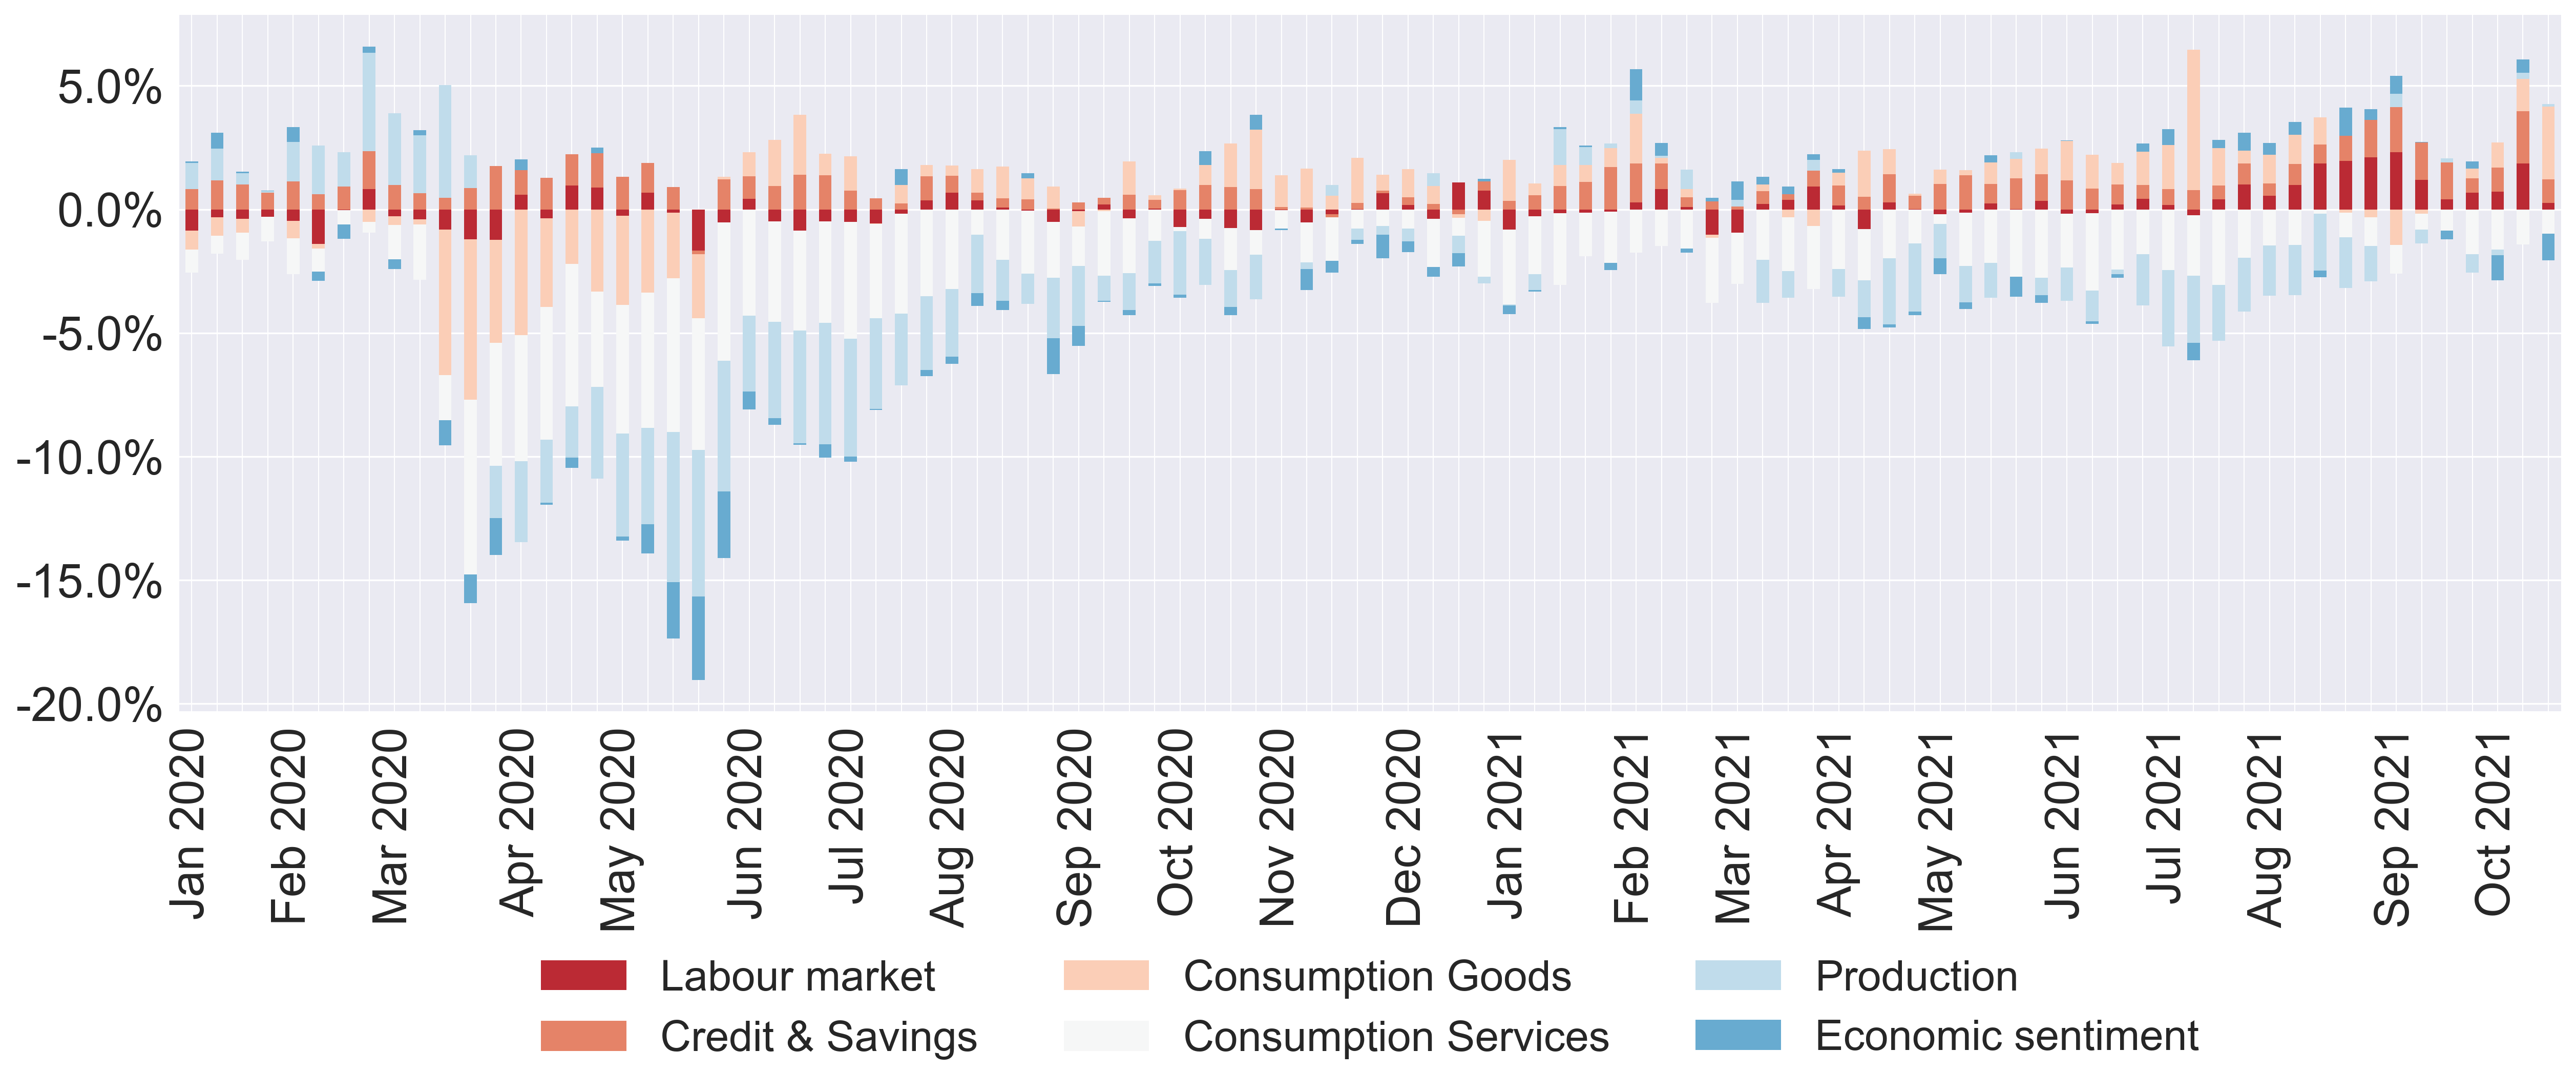 5.0%
0.0%
-5.0%
-10.0%
-15.0%
-20.0%
Jan 2020
Feb 2020
Mar 2020
Apr 2020
May 2020
Jun 2020
Jul 2020
Aug 2020
Sep 2020
Oct 2020
Nov 2020
Dec 2020
Jan 2021
Feb 2021
Mar 2021
Apr 2021
May 2021
Jun 2021
Jul 2021
Aug 2021
Sep 2021
Oct 2021
Labour market
Consumption Goods
Production
Credit & Savings
Consumption Services
Economic sentiment